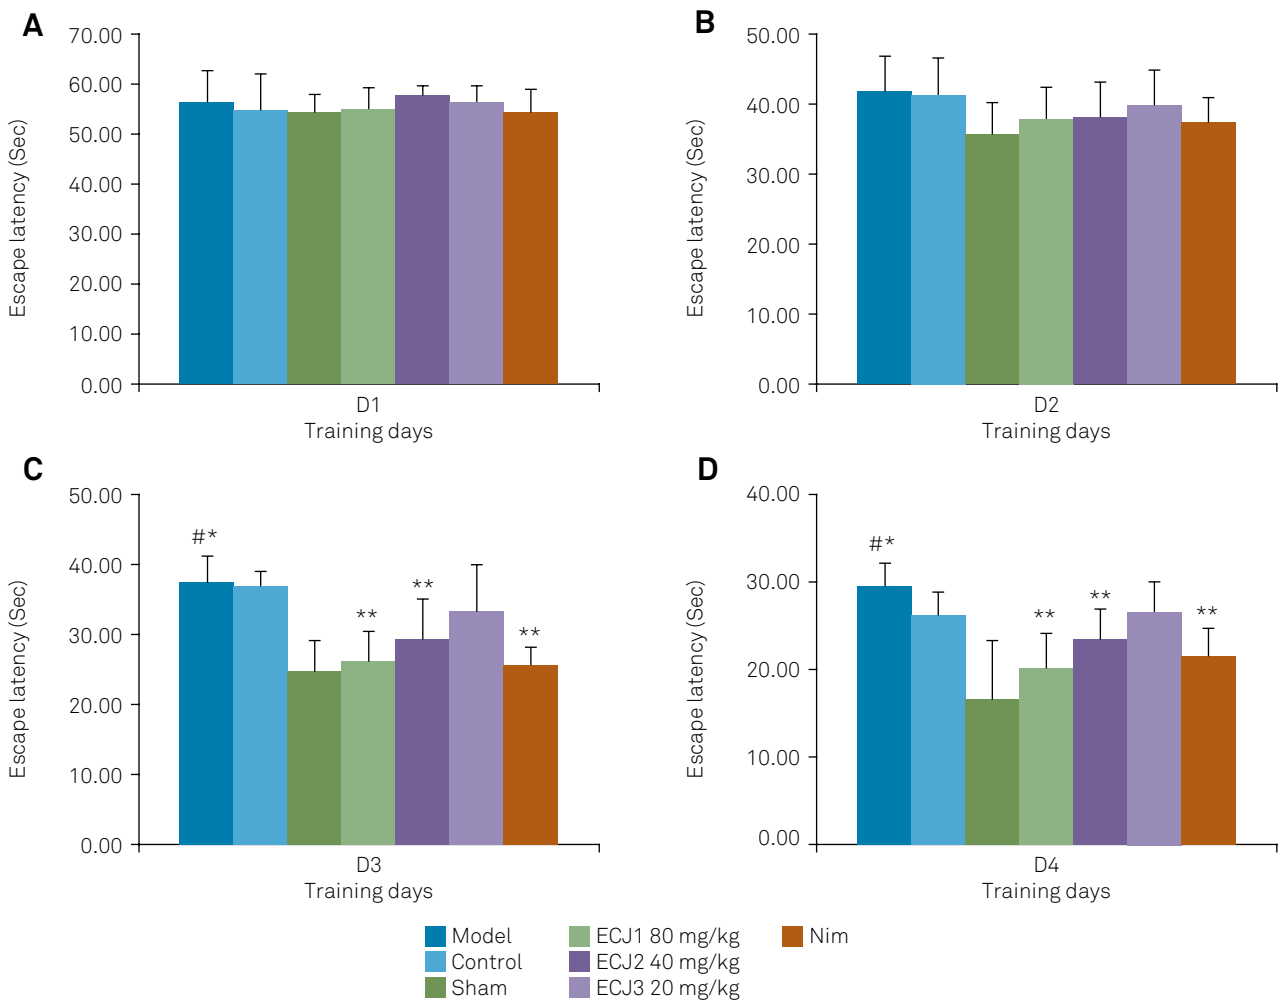 A
70.00
60.00
50.00
40.00
30.00
20.00
10.00
0.00
Escape latency (Sec)
D1
Training days
B
50.00
40.00
30.00
20.00
10.00
0.00
Escape latency (Sec)
D2
Training days
C
50.00
40.00
30.00
20.00
10.00
0.00
Escape latency (Sec)
#*
**
**
**
D3
Training days
D
40.00
30.00
20.00
10.00
0.00
Escape latency (Sec)
#*
**
**
**
D4
Training days
Model
Control
Sham
ECJ1 80 mg/kg
ECJ2 40 mg/kg
ECJ3 20 mg/kg
Nim